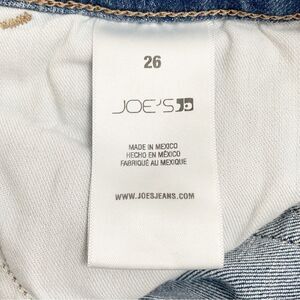 26
JOE'S
MADE IN MEXICO
HECHO EN MÉXICO
FABRIQUÉ AU MEXIQUE
WWW.JOESJEANS.COM